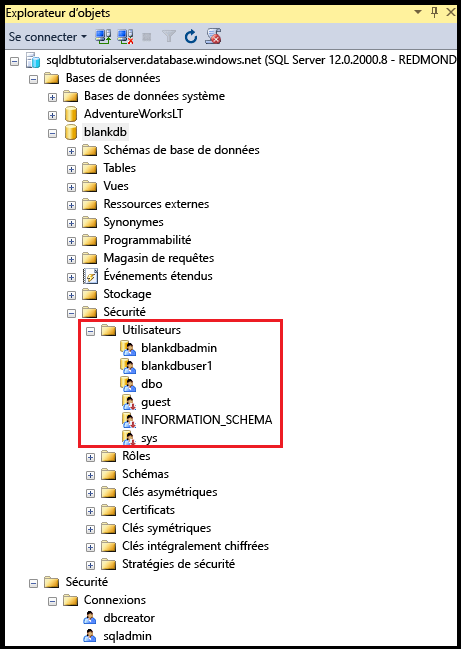 Explorateur d'objets
Se connecter
sqldbtutorialserver.database.windows.net (SQL Server 12.0.2000.8 - REDMOND
Bases de données
Bases de données système
AdventureWorksLT
blankdb
Schémas de base de données
Tables
Vues
Ressources externes
Synonymes
Programmabilité
Magasin de requêtes
Événements étendus
Stockage
Sécurité
Utilisateurs
blankdbadmin
blankdbuser1
dbo
guest
INFORMATION_SCHEMA
sys
Rôles
Schémas
Clés asymétriques
Certificats
Clés symétriques
Clés intégralement chiffrées
Stratégies de sécurité
Sécurité
Connexions
dbcreator
sqladmin